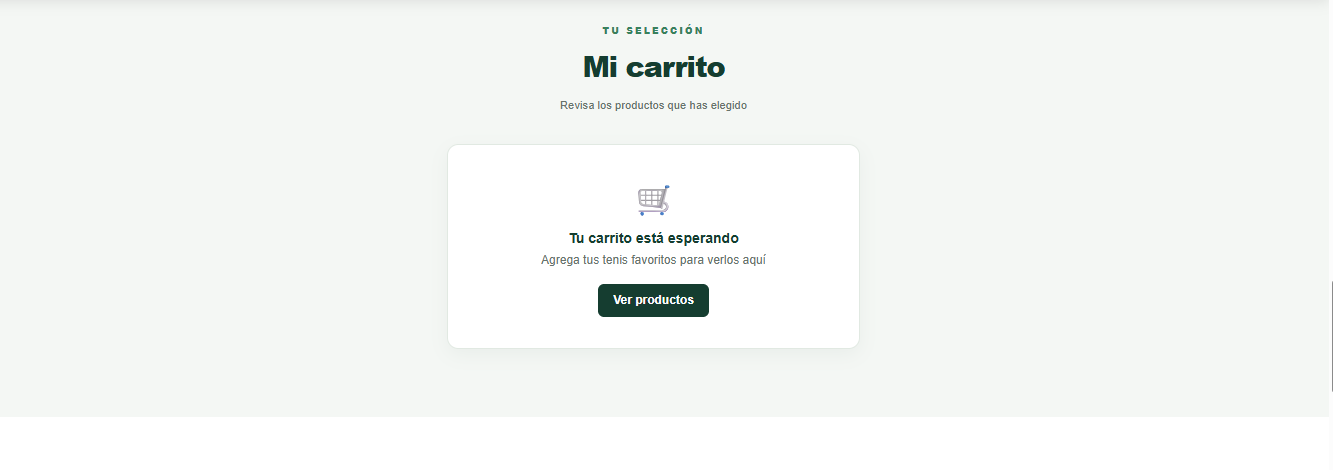 TU SELECCIÓN
Mi carrito
Revisa los productos que has elegido
Tu carrito está esperando
Agrega tus tenis favoritos para verlos aquí
Ver productos